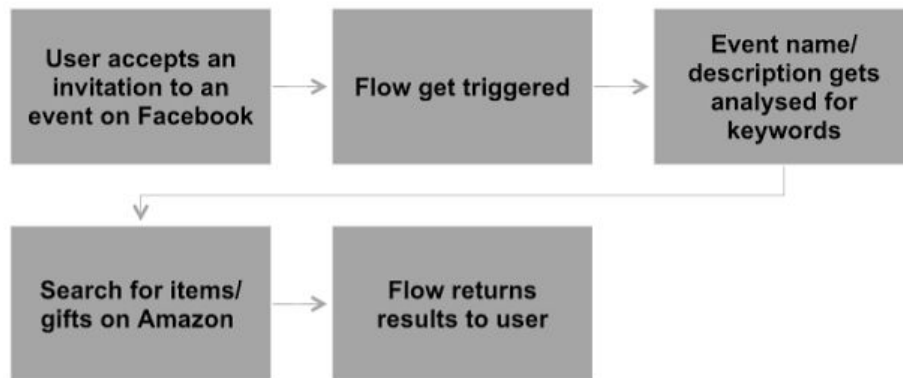 User accepts an
invitation to an
event on Facebook
Flow get triggered
Event name/
description gets
analysed for
keywords
Search for items/
gifts on Amazon
Flow returns
results to user